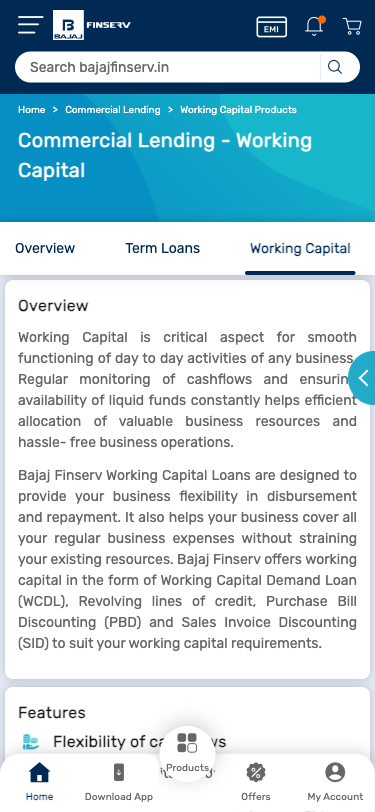 BAJAJ FINSERV
EMI
Search bajajfinserv.in
Home > Commercial Lending > Working Capital Products
Commercial Lending - Working
Capital
Overview Term Loans Working Capital
Overview
Working Capital is critical aspect for smooth
functioning of day to day activities of any business.
Regular monitoring of cashflows and ensuring
availability of liquid funds constantly helps efficient
allocation of valuable business resources and
hassle- free business operations.
Bajaj Finserv Working Capital Loans are designed to
provide your business flexibility in disbursement
and repayment. It also helps your business cover all
your regular business expenses without straining
your existing resources. Bajaj Finserv offers working
capital in the form of Working Capital Demand Loan
(WCDL), Revolving lines of credit, Purchase Bill
Discounting (PBD) and Sales Invoice Discounting
(SID) to suit your working capital requirements.
Features
Flexibility of
Products
Home Download App Offers My Account